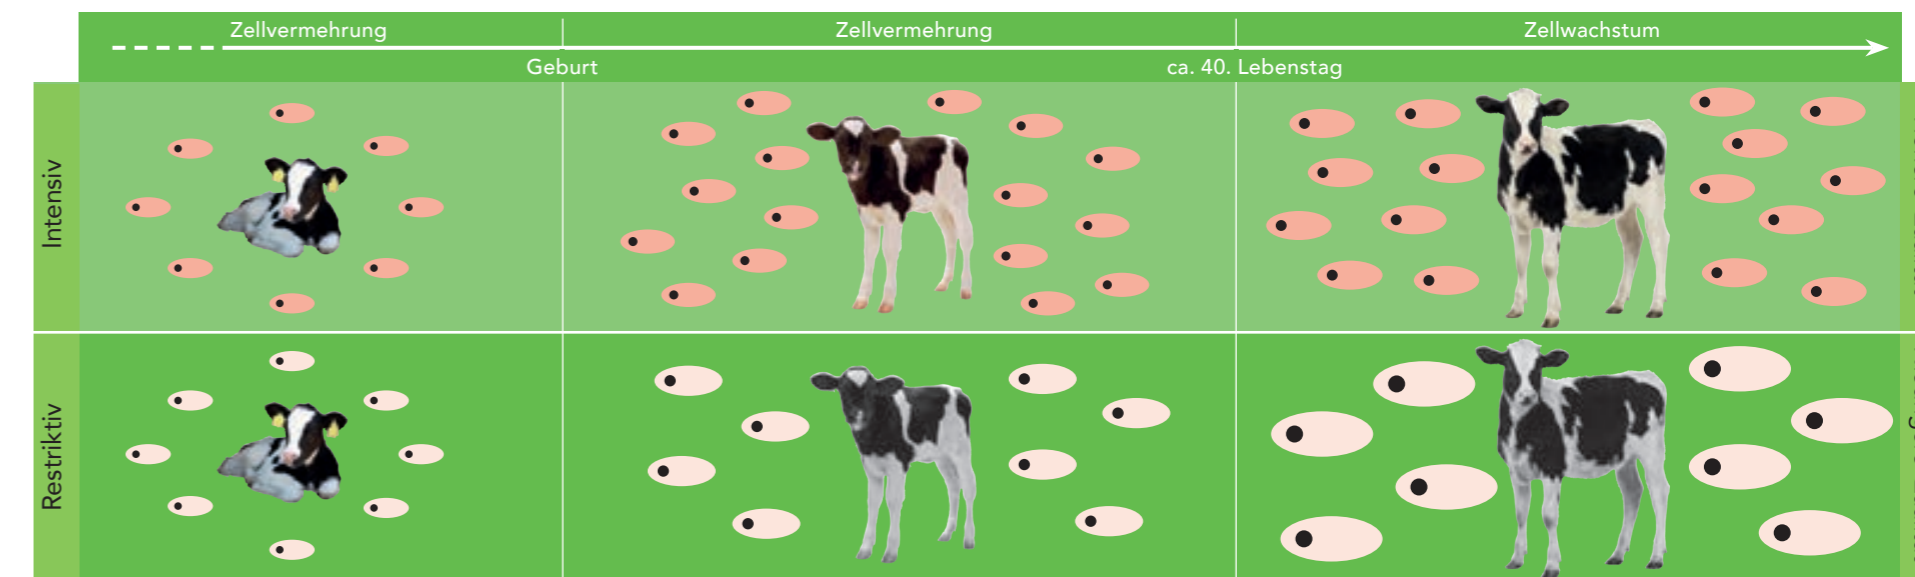 Zellvermehrung
Zellvermehrung
Zellwachstum
Geburt
ca. 40. Lebenstag
Intensiv
Restriktiv